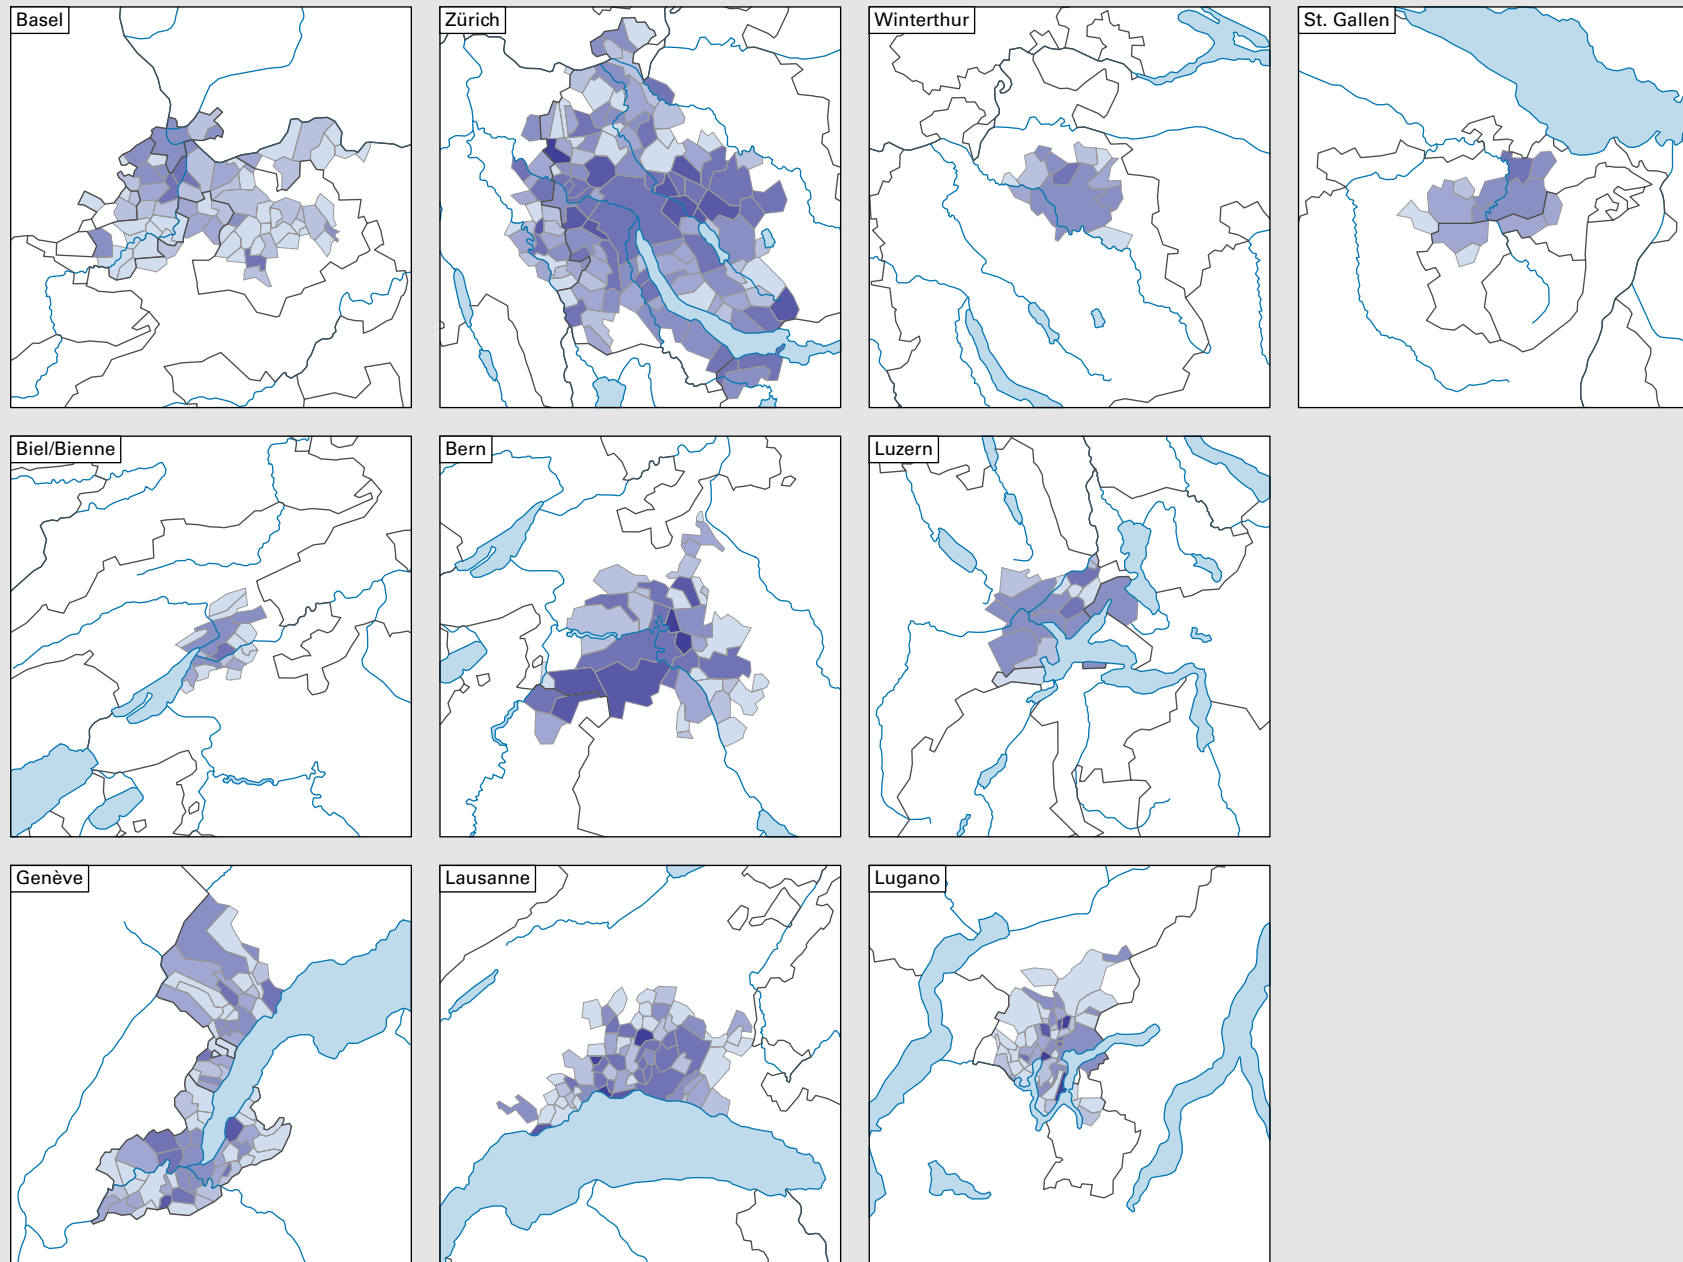 Basel
Zürich
Winterthur
St. Gallen
Biel/Bienne
Bern
Luzern
Genève
Lausanne
Lugano